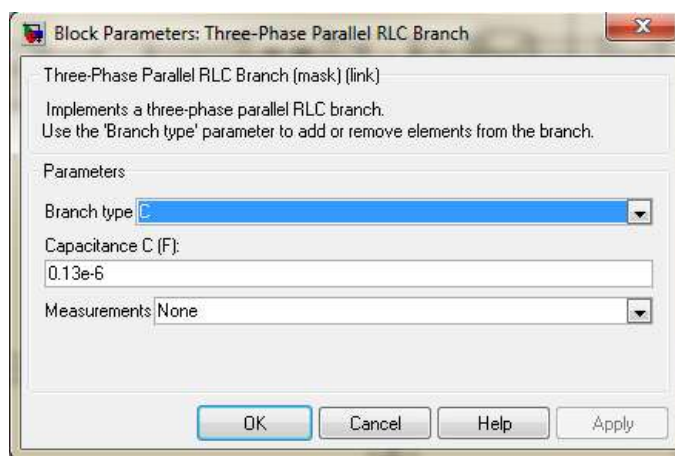 Block Parameters: Three-Phase Parallel RLC Branch
Three-Phase Parallel RLC Branch (mask) (link)
Implements a three-phase parallel RLC branch.
Use the 'Branch type' parameter to add or remove elements from the branch.
Parameters
Branch type C
Capacitance C (F):
0.13e-6
Measurements None
OK Cancel Help Apply